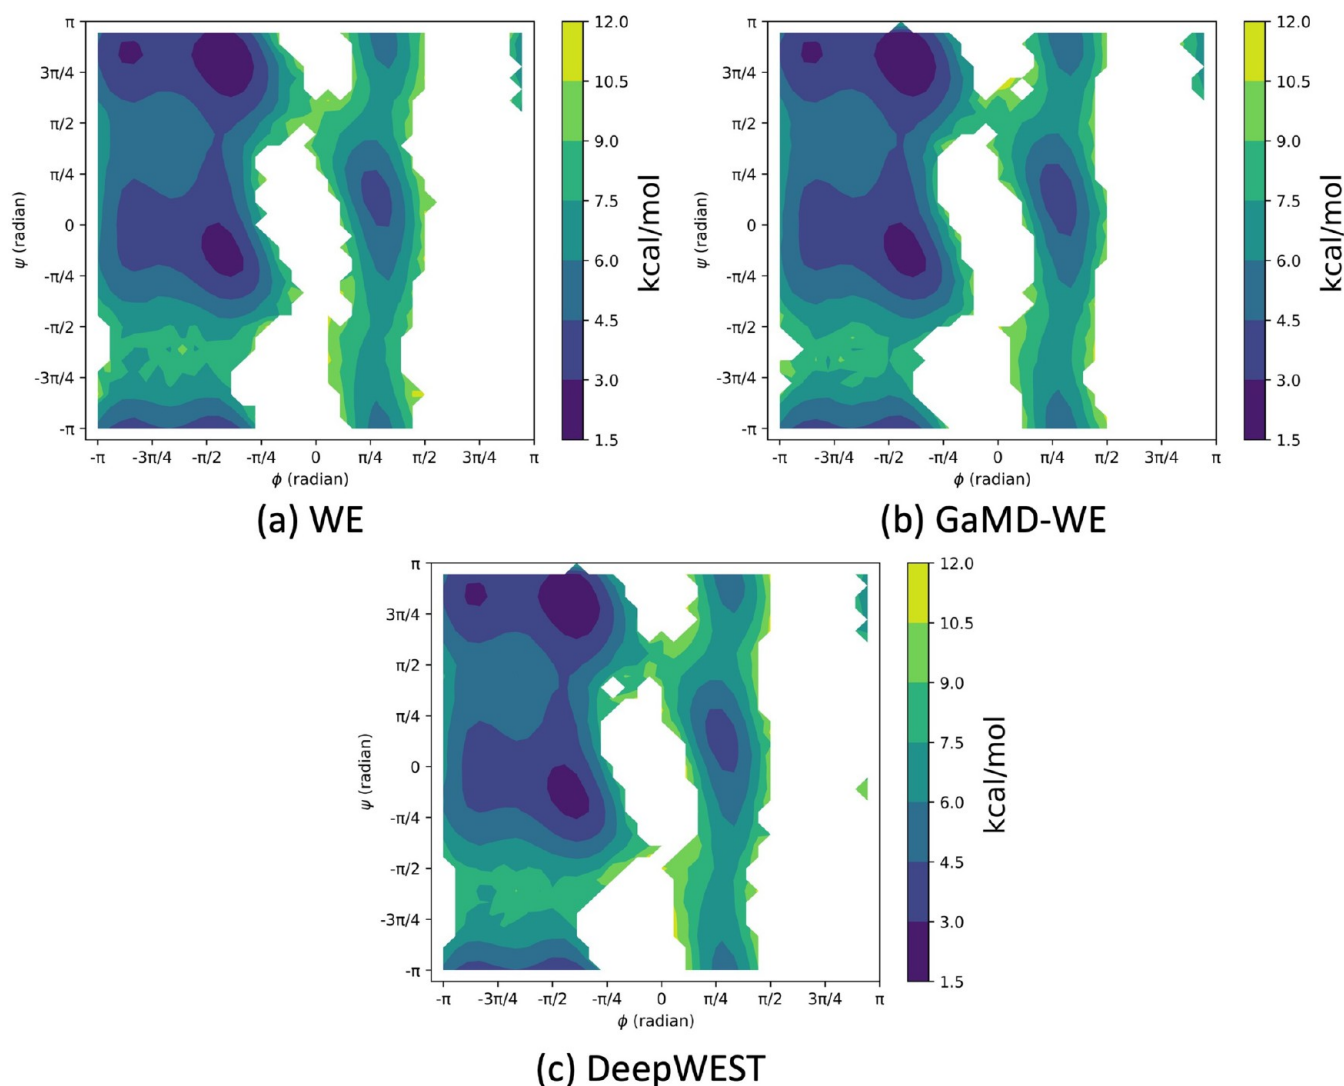 π
3π/4
π/2
π/4
0
-π/4
-π/2
-3π/4
-π
ψ (radian)
-π
-3π/4
-π/2
-π/4
0
π/4
π/2
3π/4
π
ϕ (radian)
12.0
10.5
9.0
7.5
6.0
4.5
3.0
1.5
kcal/mol
(a) WE
π
3π/4
π/2
π/4
0
-π/4
-π/2
-3π/4
-π
ψ (radian)
-π
-3π/4
-π/2
-π/4
0
π/4
π/2
3π/4
π
ϕ (radian)
12.0
10.5
9.0
7.5
6.0
4.5
3.0
1.5
kcal/mol
(b) GaMD-WE
π
3π/4
π/2
π/4
0
-π/4
-π/2
-3π/4
-π
ψ (radian)
-π
-3π/4
-π/2
-π/4
0
π/4
π/2
3π/4
π
ϕ (radian)
12.0
10.5
9.0
7.5
6.0
4.5
3.0
1.5
kcal/mol
(c) DeepWEST